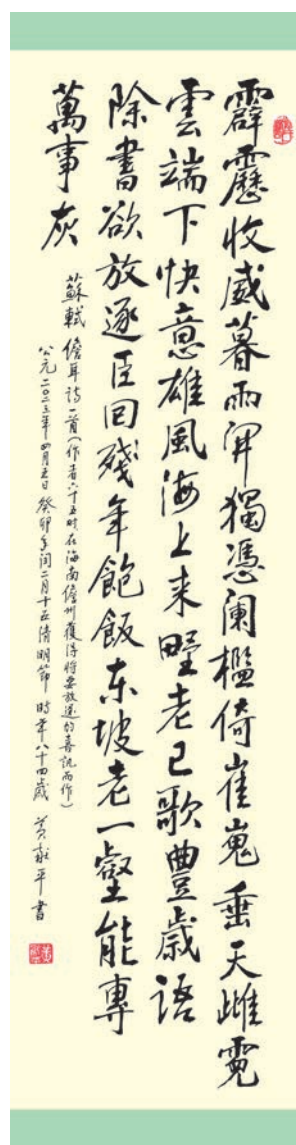 霹靂收威暮雨開獨憑闌檻倚崔嵬垂天雌霓
雲端下快意雄風海上来野老已歌豐歲語
除書欲放逐臣回殘年飽飯东坡老一壑能專
萬事灰
蘇軾儋耳詩一首(作者六十五時在海南儋州獲得將要放還的喜訊而作)
公元二〇二三年四月五日癸卯年闰二月十五清明節時年八十四歲 黃 平書